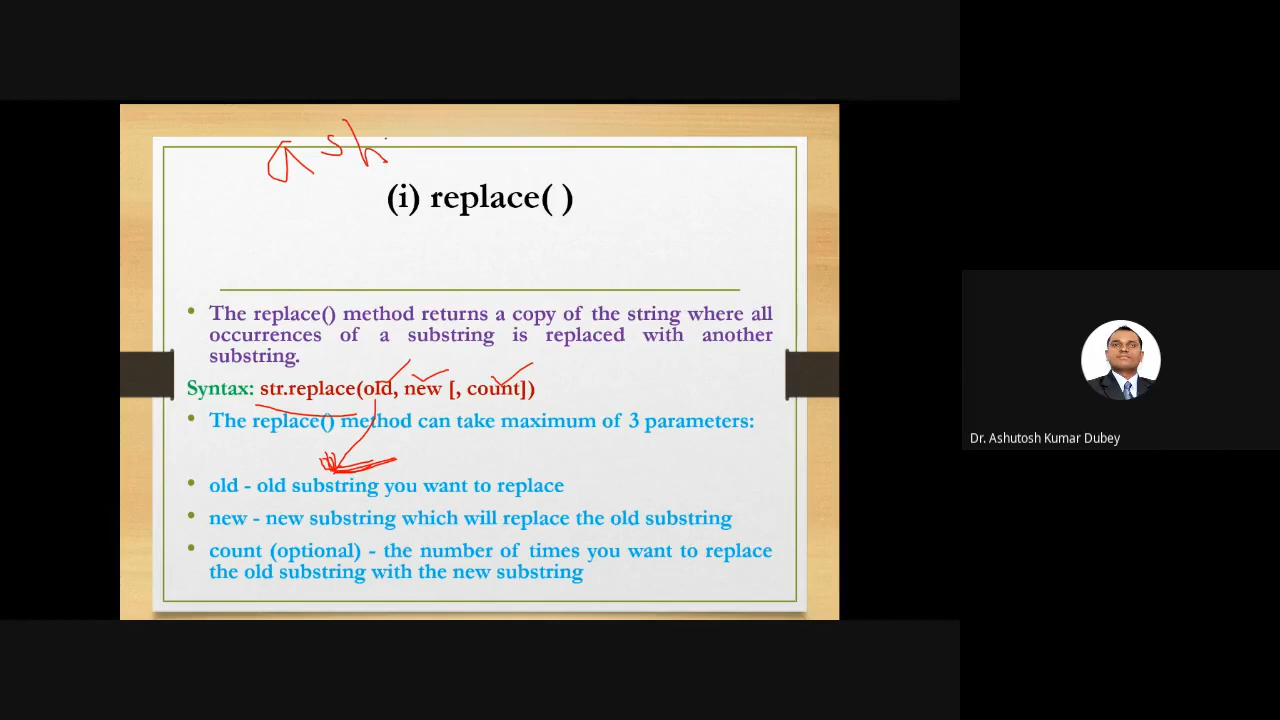 ash
(i) replace( )
• The replace() method returns a copy of the string where all
occurrences of a substring is replaced with another
substring.
Syntax: str.replace(old, new [, count])
• The replace() method can take maximum of 3 parameters:
• old - old substring you want to replace
• new - new substring which will replace the old substring
• count (optional) - the number of times you want to replace
the old substring with the new substring
Dr. Ashutosh Kumar Dubey